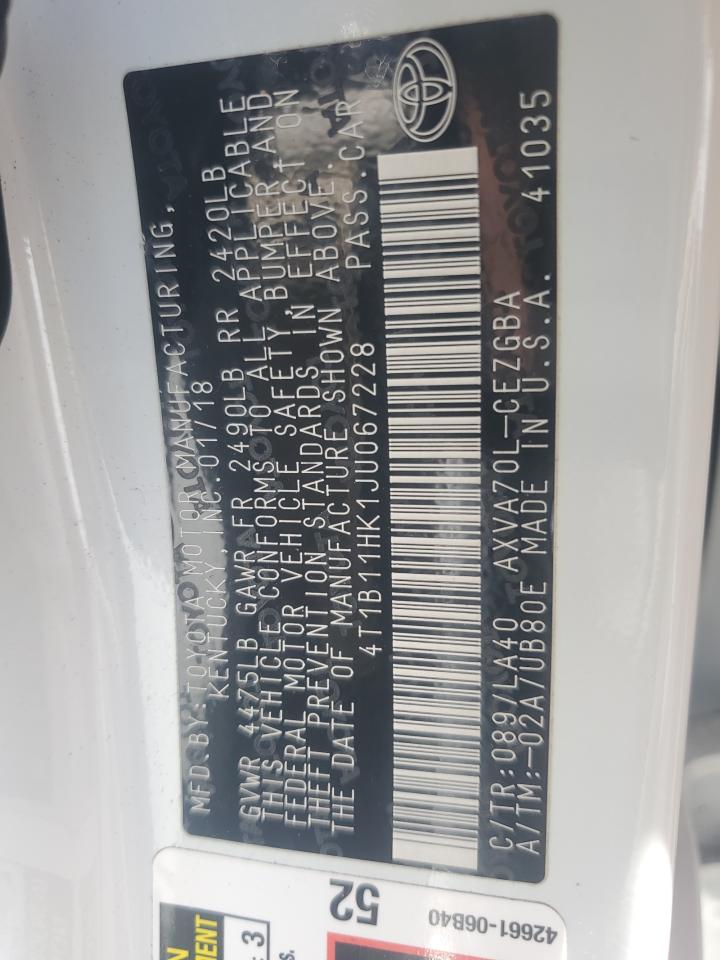 MFD.BY:TOYOTA MOTOR MANUFACTURING,
KENTUCKY,INC.01/18
GVWR 4475LB GAWR FR 2490LB RR 2420LB
THIS VEHICLE CONFORMS TO ALL APPLICABLE
FEDERAL MOTOR VEHICLE SAFETY, BUMPER AND
THEFT PREVENTION STANDARDS IN EFFECT ON
THE DATE OF MANUFACTURE SHOWN ABOVE.
4T1B11HK1JU067228 PASS.CAR
C/TR:089/LA40 AXVA70L-CEZGBA
A/TM:-02A/UB80E MADE IN U.S.A. 41035
52
42661-06B40
3